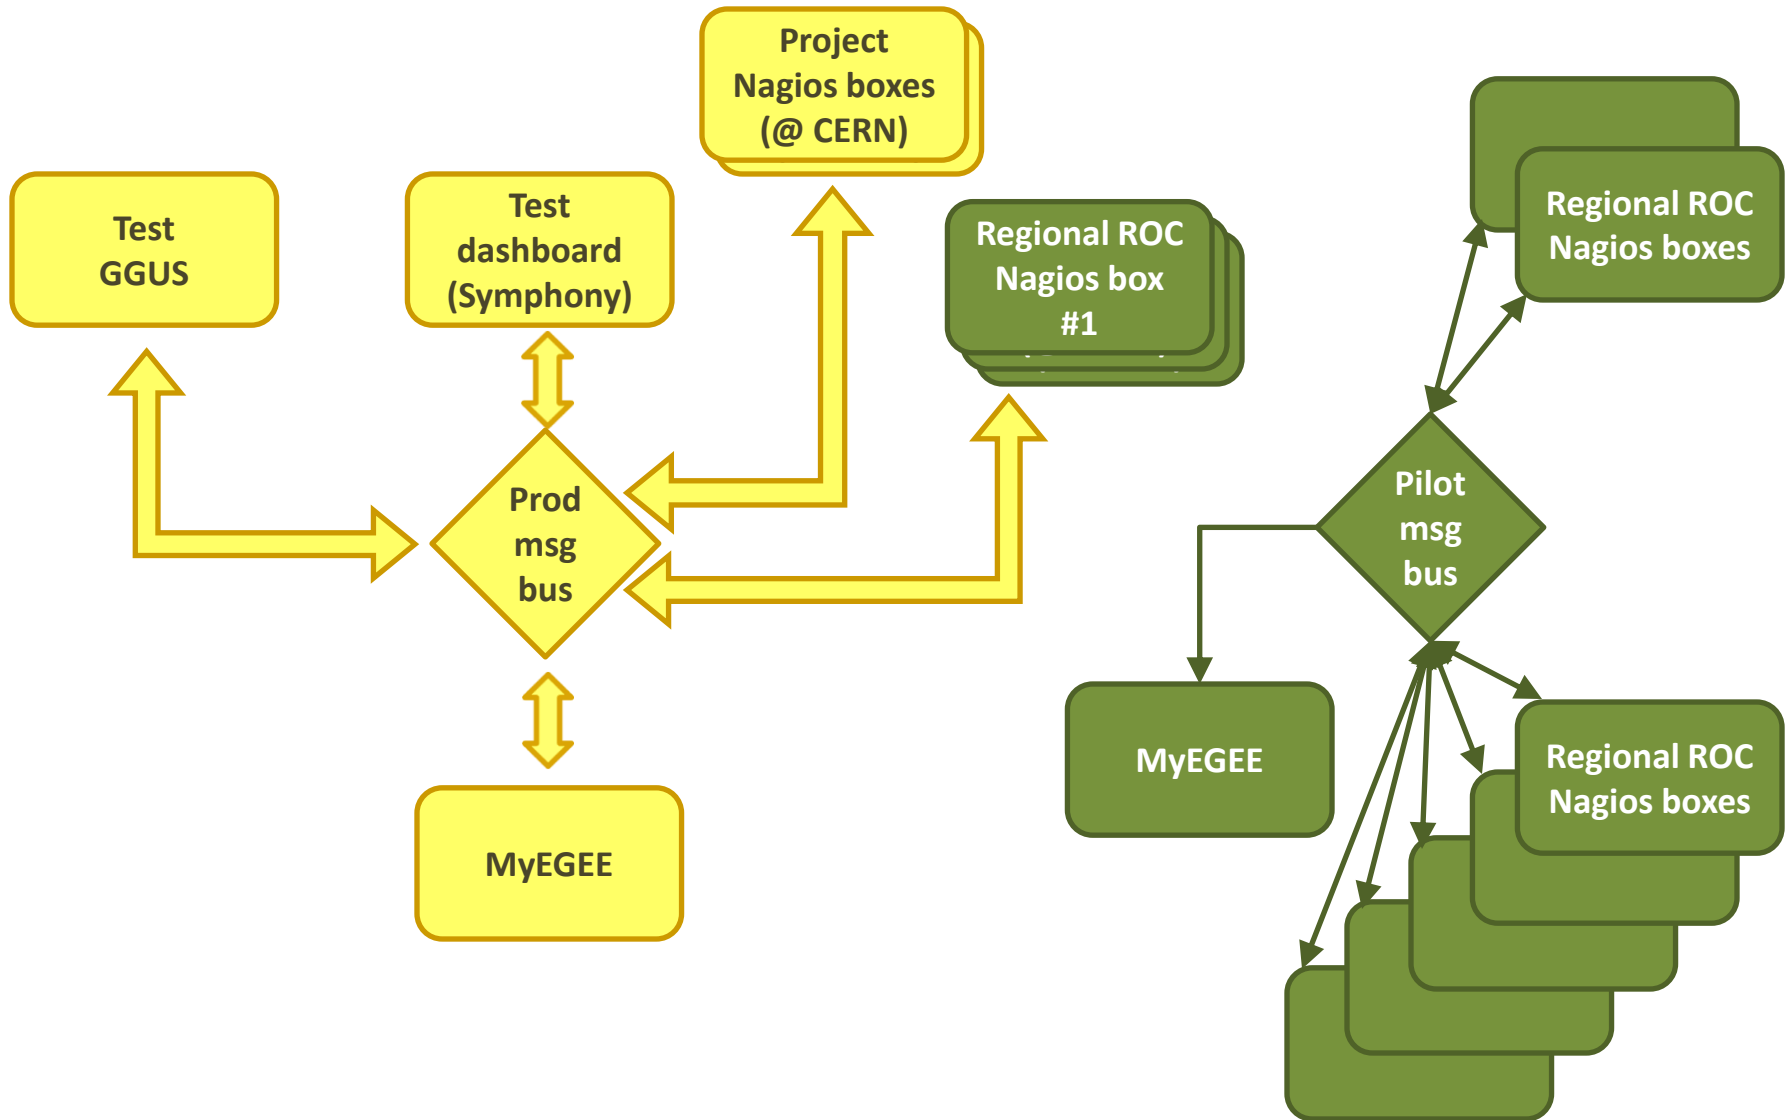 Project
Nagios boxes
(@ CERN)
Test
GGUS
Test
dashboard
(Symphony)
Regional ROC
Nagios box
#1
Regional ROC
Nagios boxes
Prod
msg
bus
Pilot
msg
bus
MyEGEE
Regional ROC
Nagios boxes
MyEGEE